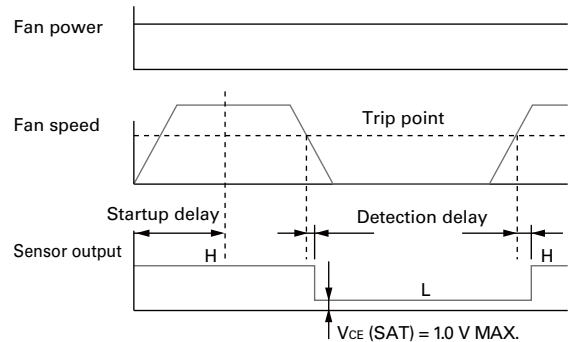 Fan power
Fan speed
Trip point
Startup delay
Detection delay
Sensor output
H
H
L
VCE (SAT) = 1.0 V MAX.